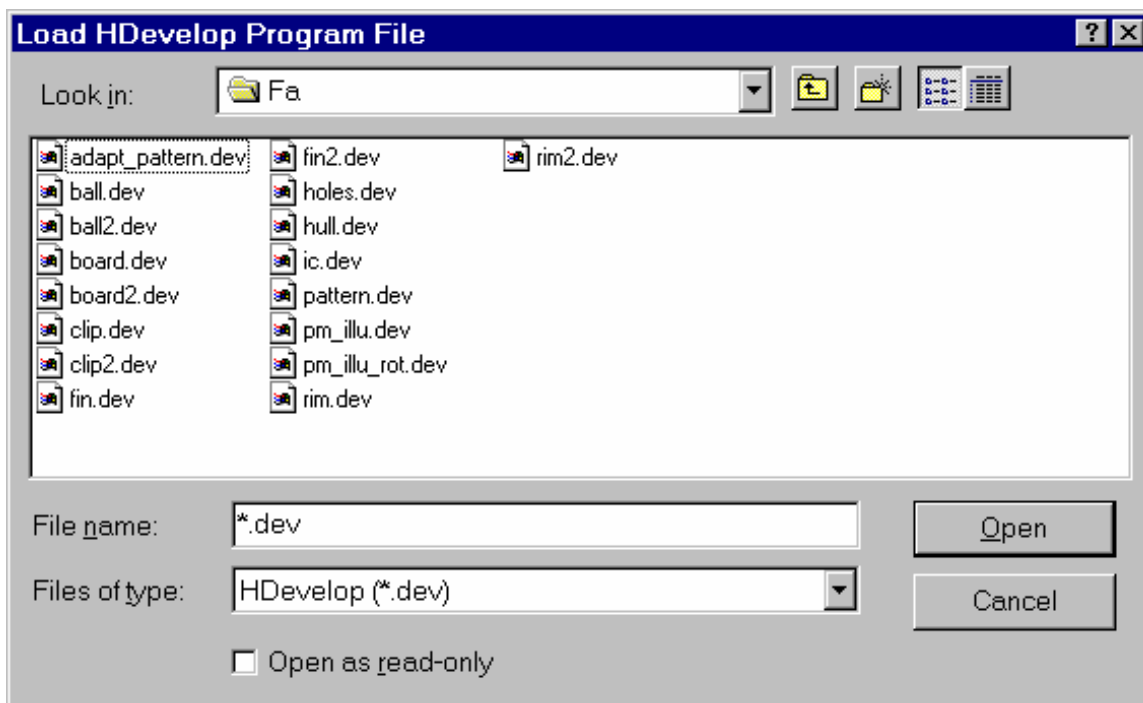 Load HDevelop Program File
Look in: Fa
adapt_pattern.dev fin2.dev rim2.dev
ball.dev holes.dev
ball2.dev hull.dev
board.dev ic.dev
board2.dev pattern.dev
clip.dev pm_illu.dev
clip2.dev pm_illu_rot.dev
fin.dev rim.dev
File name: *.dev Open
Files of type: HDevelop (*.dev) Cancel
Open as read-only